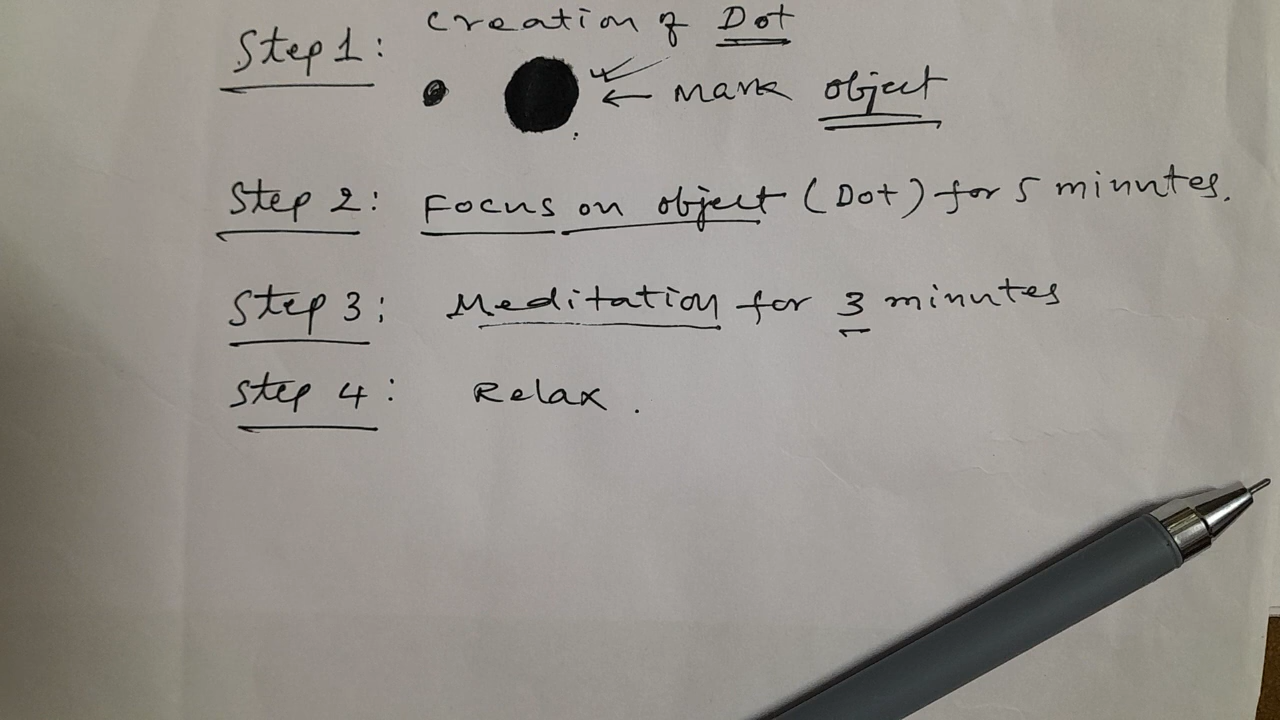 Step 1: Creation of Dot
← Mark object
Step 2: Focus on object (Dot) for 5 minutes.
Step 3: Meditation for 3 minutes
Step 4: Relax.